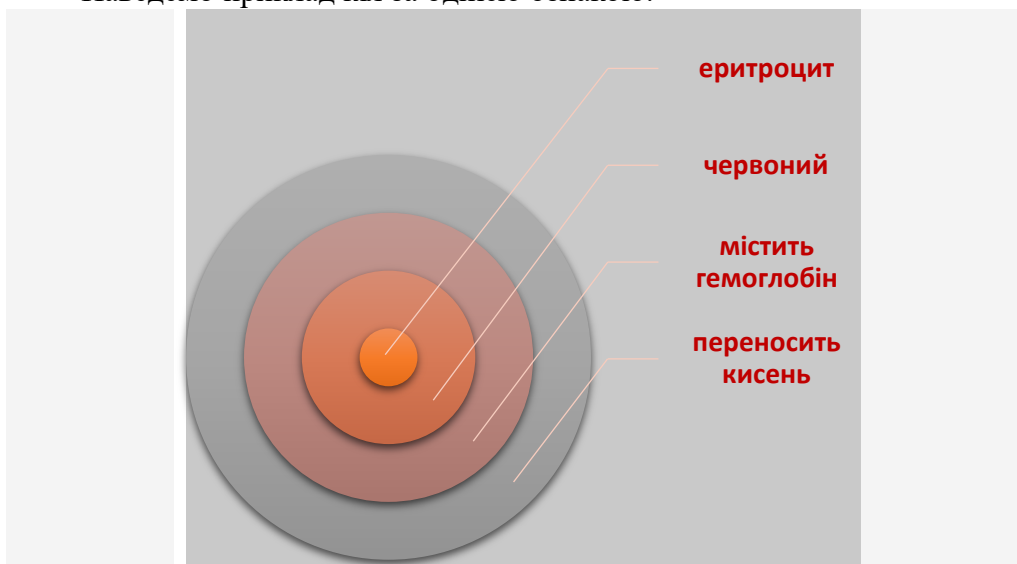 еритроцит
червоний
містить
гемоглобін
переносить
кисень